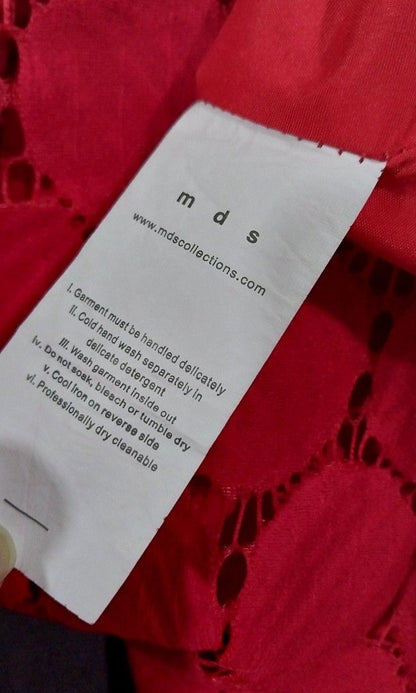 m d s
www.mdscollections.com
i. Garment must be handled delicately
ii. Cold hand wash separately in
delicate detergent
iii. Wash garment inside out
iv. Do not soak, bleach or tumble dry
v. Cool Iron on reverse side
vi. Professionally dry cleanable